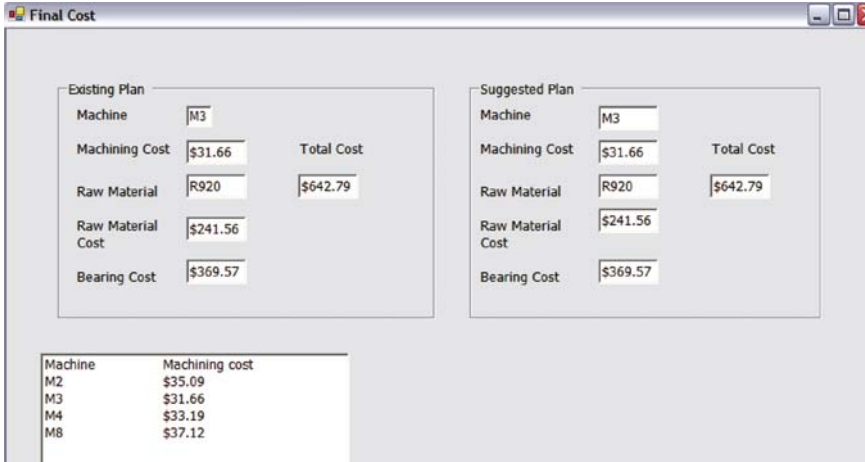 Final Cost
Existing Plan
Machine M3
Machining Cost $31.66 Total Cost
Raw Material R920 $642.79
Raw Material
Cost $241.56
Bearing Cost $369.57
Suggested Plan
Machine M3
Machining Cost $31.66 Total Cost
Raw Material R920 $642.79
Raw Material
Cost $241.56
Bearing Cost $369.57
Machine Machining cost
M2 $35.09
M3 $31.66
M4 $33.19
M8 $37.12